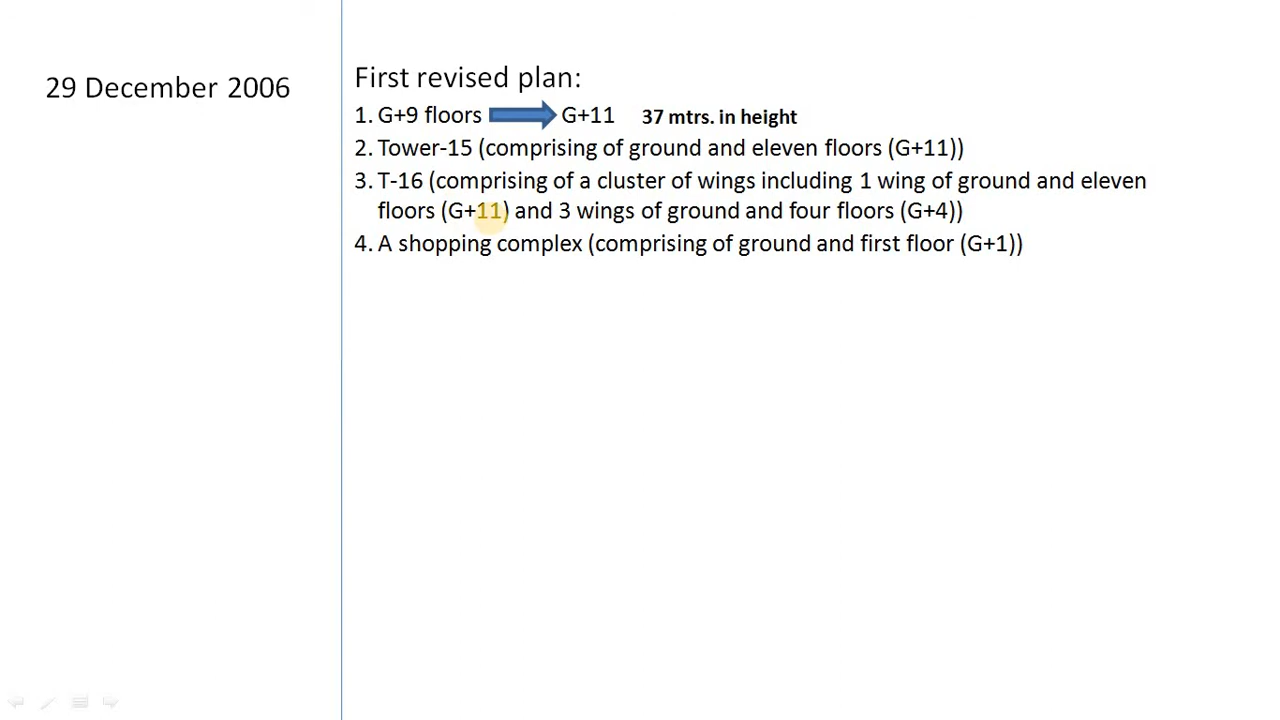 29 December 2006
First revised plan:
1. G+9 floors G+11 37 mtrs. in height
2. Tower-15 (comprising of ground and eleven floors (G+11))
3. T-16 (comprising of a cluster of wings including 1 wing of ground and eleven
floors (G+11) and 3 wings of ground and four floors (G+4))
4. A shopping complex (comprising of ground and first floor (G+1))